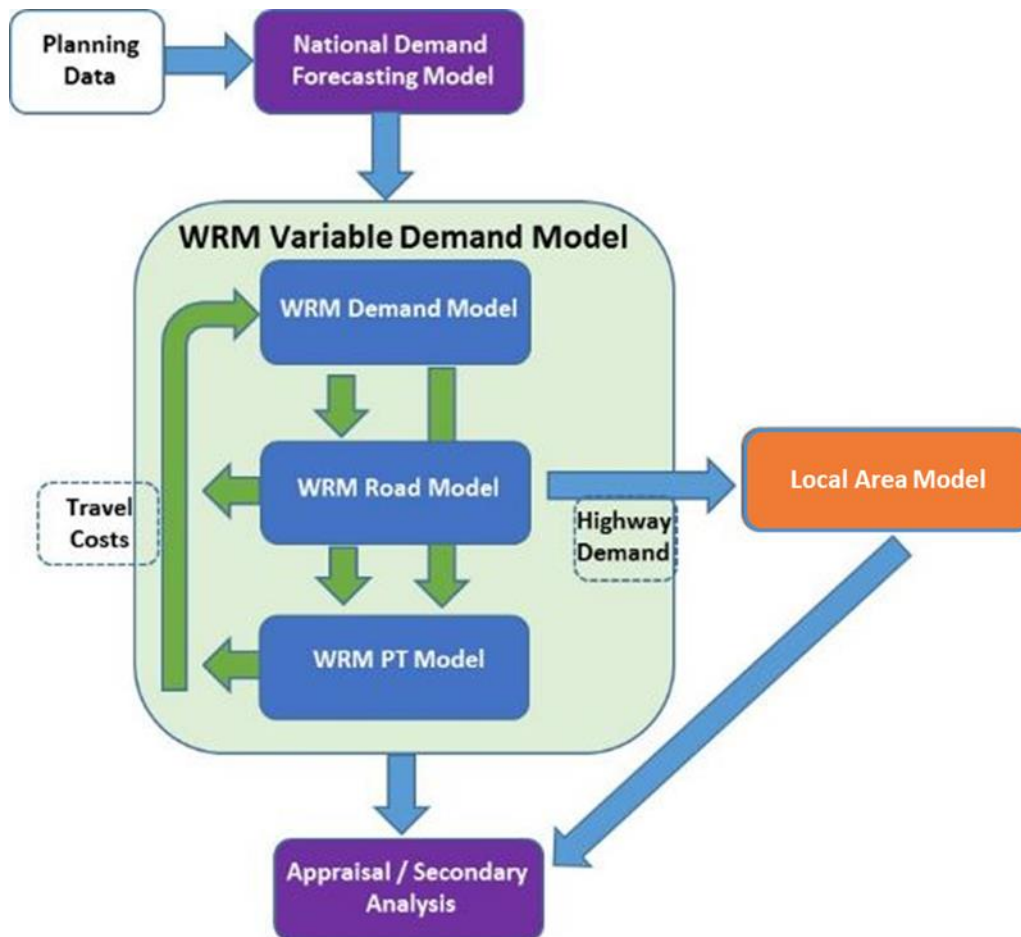 Planning
Data
National Demand
Forecasting Model
WRM Variable Demand Model
WRM Demand Model
WRM Road Model
Travel
Costs
Highway
Demand
Local Area Model
WRM PT Model
Appraisal / Secondary
Analysis